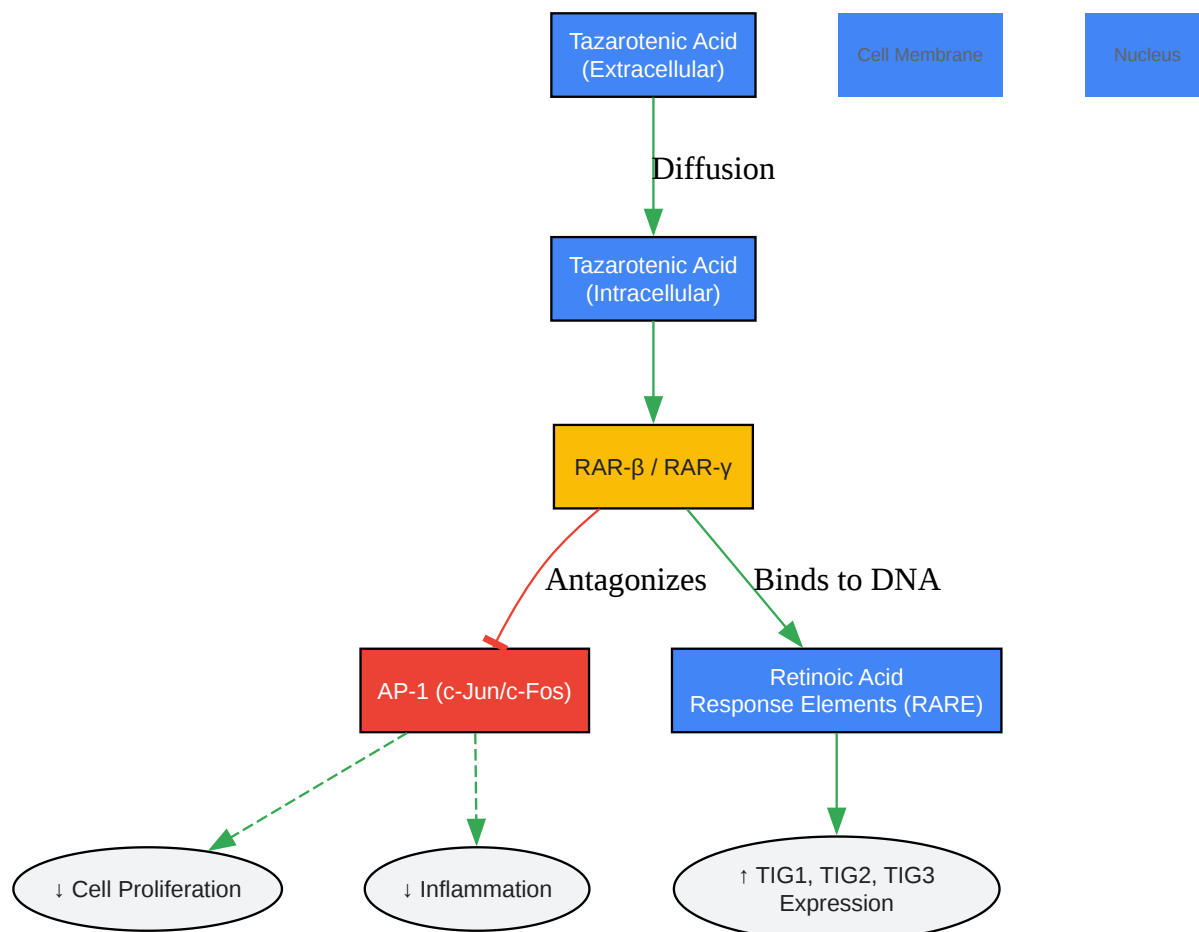 Tazarotenic Acid
(Extracellular)
Cell Membrane
Nucleus
Diffusion
Tazarotenic Acid
(Intracellular)
RAR-β / RAR-γ
Antagonizes
Binds to DNA
AP-1 (c-Jun/c-Fos)
Retinoic Acid
Response Elements (RARE)
↓ Cell Proliferation
↓ Inflammation
↑ TIG1, TIG2, TIG3
Expression